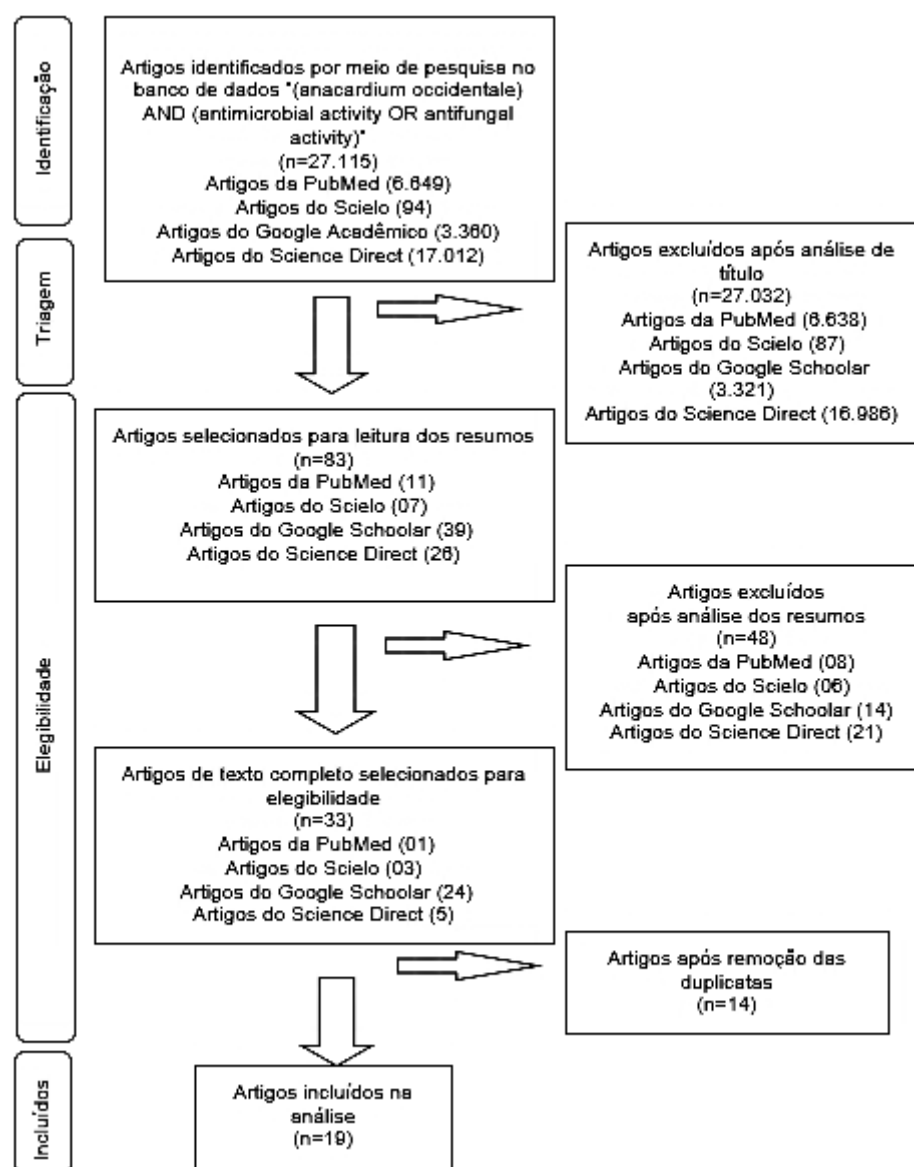 Identificação
Artigos identificados por meio de pesquisa no
banco de dados "(anacardium occidentale)
AND (antimicrobial activity OR antifungal
activity)"
(n=27.115)
Artigos da PubMed (6.649)
Artigos do Scielo (94)
Artigos do Google Acadêmico (3.360)
Artigos do Science Direct (17.012)
Triagem
Artigos excluídos após análise de
título
(n=27.032)
Artigos da PubMed (6.638)
Artigos do Scielo (87)
Artigos do Google Schoolar
(3.321)
Artigos do Science Direct (16.986)
Elegibilidade
Artigos selecionados para leitura dos resumos
(n=83)
Artigos da PubMed (11)
Artigos do Scielo (07)
Artigos do Google Schoolar (39)
Artigos do Science Direct (26)
Artigos excluídos
após análise dos resumos
(n=48)
Artigos da PubMed (08)
Artigos do Scielo (06)
Artigos do Google Schoolar (14)
Artigos do Science Direct (21)
Artigos de texto completo selecionados para
elegibilidade
(n=33)
Artigos da PubMed (01)
Artigos do Scielo (03)
Artigos do Google Schoolar (24)
Artigos do Science Direct (5)
Artigos após remoção das
duplicatas
(n=14)
Incluídos
Artigos incluídos na
análise
(n=19)